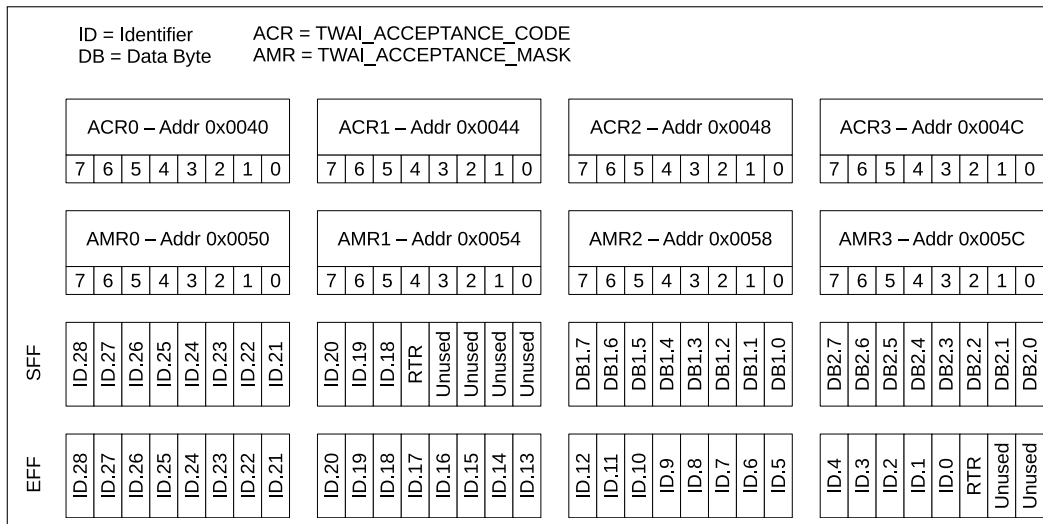 ID = Identifier ACR = TWAI_ACCEPTANCE_CODE
DB = Data Byte AMR = TWAI_ACCEPTANCE_MASK
ACR0 – Addr 0x0040 ACR1 – Addr 0x0044 ACR2 – Addr 0x0048 ACR3 – Addr 0x004C
7 6 5 4 3 2 1 0 7 6 5 4 3 2 1 0 7 6 5 4 3 2 1 0 7 6 5 4 3 2 1 0
AMR0 – Addr 0x0050 AMR1 – Addr 0x0054 AMR2 – Addr 0x0058 AMR3 – Addr 0x005C
7 6 5 4 3 2 1 0 7 6 5 4 3 2 1 0 7 6 5 4 3 2 1 0 7 6 5 4 3 2 1 0
SFF ID.28 ID.27 ID.26 ID.25 ID.24 ID.23 ID.22 ID.21 ID.20 ID.19 ID.18 RTR Unused Unused Unused Unused DB1.7 DB1.6 DB1.5 DB1.4 DB1.3 DB1.2 DB1.1 DB1.0 DB2.7 DB2.6 DB2.5 DB2.4 DB2.3 DB2.2 DB2.1 DB2.0
EFF ID.28 ID.27 ID.26 ID.25 ID.24 ID.23 ID.22 ID.21 ID.20 ID.19 ID.18 ID.17 ID.16 ID.15 ID.14 ID.13 ID.12 ID.11 ID.10 ID.9 ID.8 ID.7 ID.6 ID.5 ID.4 ID.3 ID.2 ID.1 ID.0 RTR Unused Unused